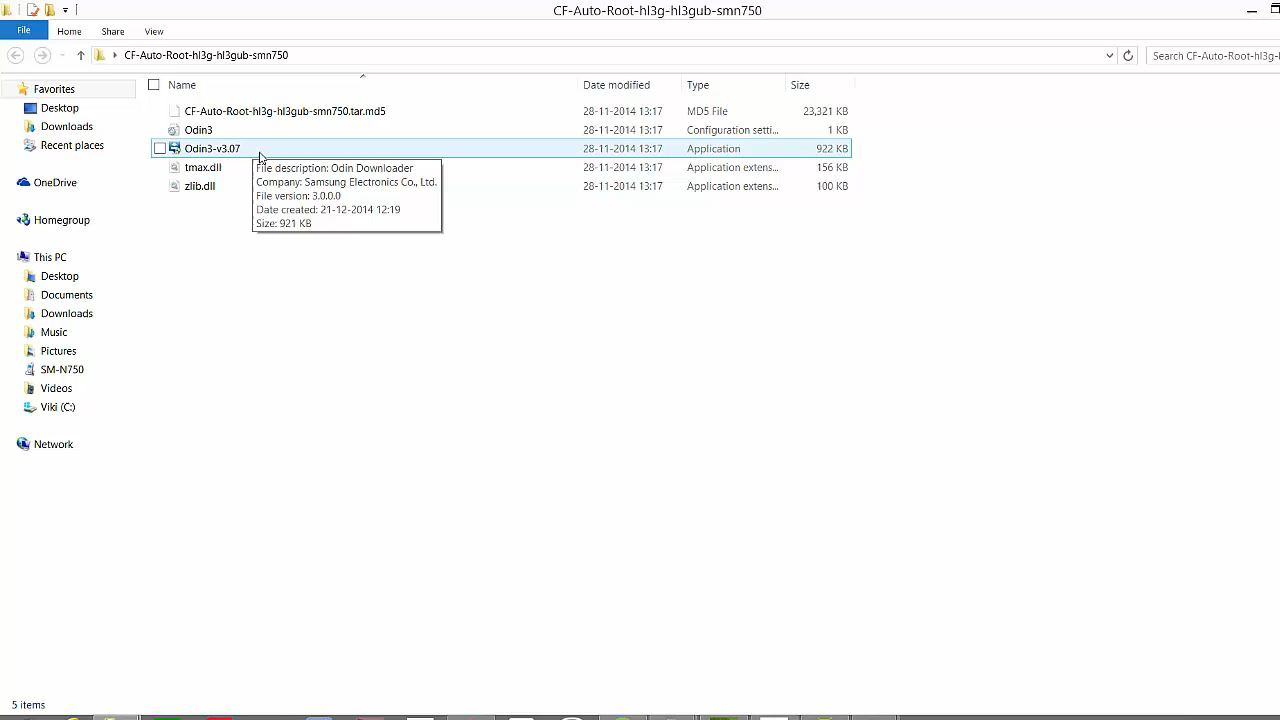 CF-Auto-Root-hl3g-hl3gub-smn750
File Home Share View
CF-Auto-Root-hl3g-hl3gub-smn750
Search CF-Auto-Root-hl3g-
Name Date modified Type Size
Favorites
Desktop
Downloads
Recent places
OneDrive
Homegroup
This PC
Desktop
Documents
Downloads
Music
Pictures
SM-N750
Videos
Viki (C:)
Network
CF-Auto-Root-hl3g-hl3gub-smn750.tar.md5 28-11-2014 13:17 MD5 File 23,321 KB
Odin3 28-11-2014 13:17 Configuration setti... 1 KB
Odin3-v3.07 28-11-2014 13:17 Application 922 KB
tmax.dll 28-11-2014 13:17 Application extens... 156 KB
zlib.dll 28-11-2014 13:17 Application extens... 100 KB
File description: Odin Downloader
Company: Samsung Electronics Co., Ltd.
File version: 3.0.0.0
Date created: 21-12-2014 12:19
Size: 921 KB
5 items